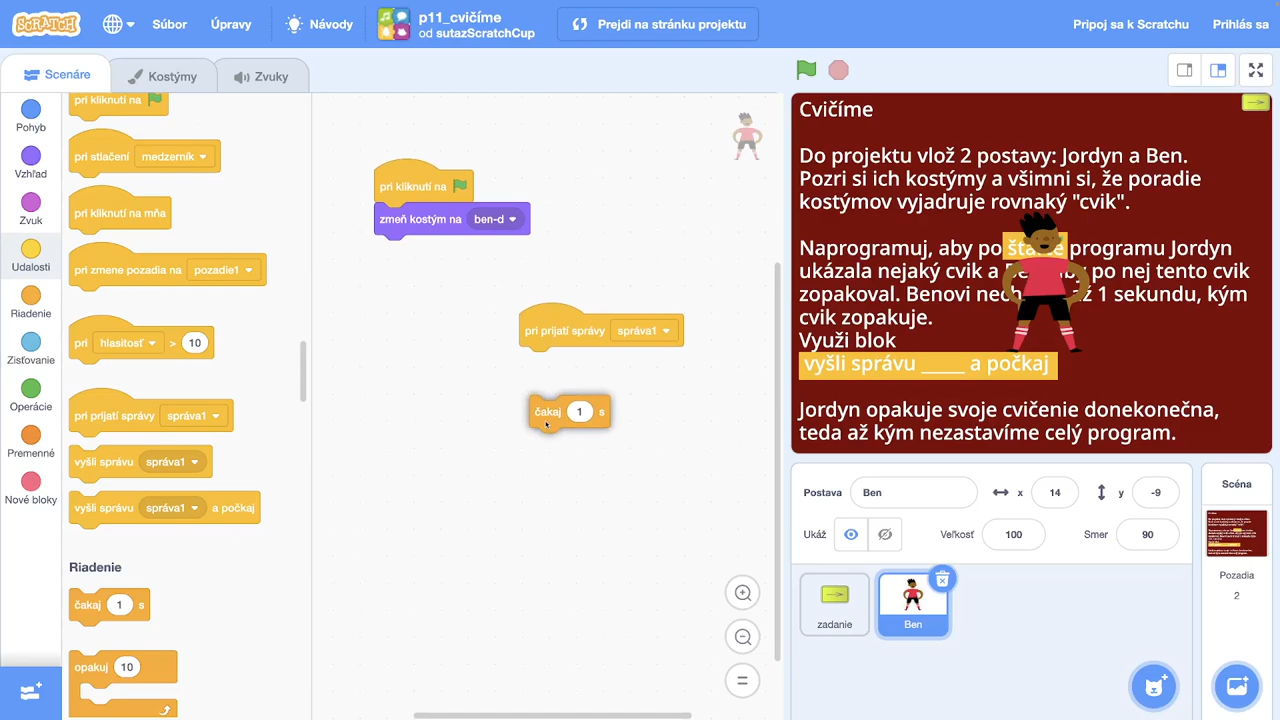 SCRATCH
Súbor
Úpravy
Návody
p11_cvičíme
od sutazScratchCup
Prejdi na stránku projektu
Pripoj sa k Scratchu
Prihlás sa
Scenáre
Kostýmy
Zvuky
Pohyb
Vzhľad
Zvuk
Udalosti
Riadenie
Zisťovanie
Operácie
Premenné
Nové bloky
pri kliknutí na
pri stlačení medzerník
pri kliknutí na mňa
pri zmene pozadia na pozadie1
pri hlasitosť > 10
pri prijatí správy správa1
vyšli správu správa1
vyšli správu správa1 a počkaj
Riadenie
čakaj 1 s
opakuj 10
pri kliknutí na
zmeň kostým na ben-d
pri prijatí správy správa1
čakaj 1 s
Cvičíme
Do projektu vlož 2 postavy: Jordyn a Ben.
Pozri si ich kostýmy a všimni si, že poradie
kostýmov vyjadruje rovnaký "cvik".
Naprogramuj, aby po programu Jordyn
ukázala nejaký cvik a po nej tento cvik
zopakoval. Benovi až 1 sekundu, kým
cvik zopakuje.
Využi blok
vyšli správu _____ a počkaj
Jordyn opakuje svoje cvičenie donekonečna,
teda až kým nezastavíme celý program.
Postava Ben x 14 y -9
Ukáž Veľkosť 100 Smer 90
zadanie
Ben
Scéna
Pozadia
2